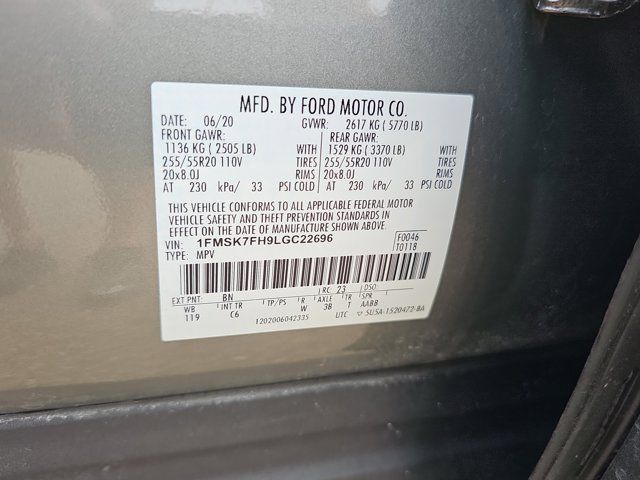 MFD. BY FORD MOTOR CO.
DATE: 06/20 GVWR: 2617 KG ( 5770 LB)
FRONT GAWR: REAR GAWR:
1136 KG ( 2505 LB) WITH 1529 KG ( 3370 LB) WITH
255/55R20 110V TIRES 255/55R20 110V TIRES
20x8.0J RIMS 20x8.0J RIMS
AT 230 kPa/ 33 PSI COLD AT 230 kPa/ 33 PSI COLD
THIS VEHICLE CONFORMS TO ALL APPLICABLE FEDERAL MOTOR
VEHICLE SAFETY AND THEFT PREVENTION STANDARDS IN
EFFECT ON THE DATE OF MANUFACTURE SHOWN ABOVE.
VIN: 1FMSK7FH9LGC22696 F0046
TYPE: MPV T0118
EXT PNT: BN RC: 23 DSO:
WB INT TR TP/PS R AXLE TR SPR
119 C6 W 3B T AABB
1202006042335 UTC ▽ 5USA-1520472-BA